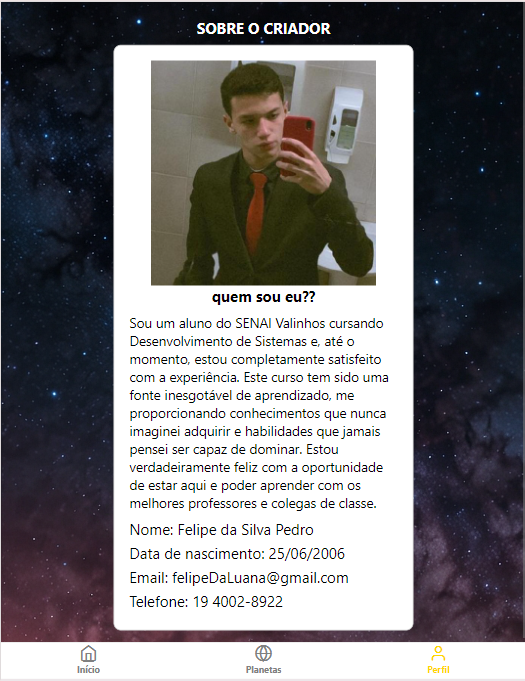 SOBRE O CRIADOR
quem sou eu??
Sou um aluno do SENAI Valinhos cursando
Desenvolvimento de Sistemas e, até o
momento, estou completamente satisfeito
com a experiência. Este curso tem sido uma
fonte inesgotável de aprendizado, me
proporcionando conhecimentos que nunca
imaginei adquirir e habilidades que jamais
pensei ser capaz de dominar. Estou
verdadeiramente feliz com a oportunidade
de estar aqui e poder aprender com os
melhores professores e colegas de classe.
Nome: Felipe da Silva Pedro
Data de nascimento: 25/06/2006
Email: felipeDaLuana@gmail.com
Telefone: 19 4002-8922
Início
Planetas
Perfil